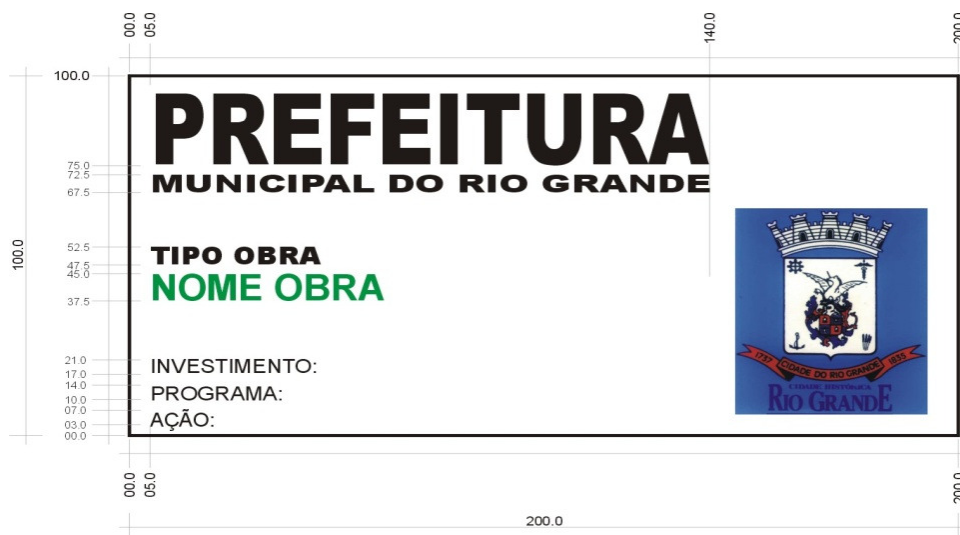 00.0
05.0
140.0
200.0
100.0
PREFEITURA
75.0
72.5
MUNICIPAL DO RIO GRANDE
67.5
100.0
52.5
TIPO OBRA
47.5
45.0
NOME OBRA
37.5
21.0
INVESTIMENTO:
17.0
14.0
PROGRAMA:
10.0
07.0
AÇÃO:
03.0
00.0
1737
CIDADE DO RIO GRANDE
1835
CIDADE HISTÓRICA
RIO GRANDE
00.0
05.0
200.0
200.0